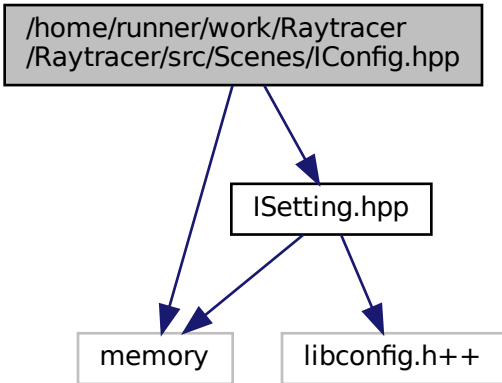 /home/runner/work/Raytracer
/Raytracer/src/Scenes/IConfig.hpp
ISetting.hpp
memory
libconfig.h++